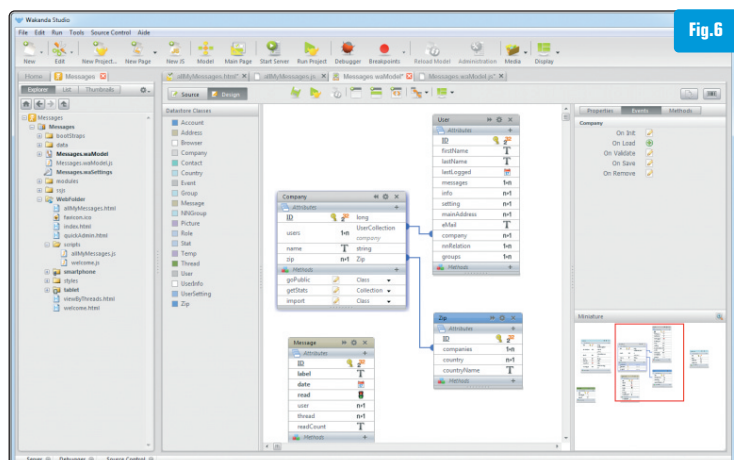 Fig.6
Wakanda Studio
File Edit Run Tools Source Control Aide
New Edit New Project... New Page New JS Model Main Page Start Server Run Project Debugger Breakpoints Reload Model Administration Media Display
Home Messages
allMyMessages.html* allMyMessages.js Messages.waModel* Messages.waModel.js*
Explorer List Thumbnails
Messages
Messages
bootStraps
data
Messages.waModel
Messages.waModel.js
Messages.waSettings
modules
WebFolder
allMyMessages.html
favicon.ico
index.html
quickAdmin.html
scripts
allMyMessages.js
welcome.js
smartphone
styles
tablet
viewByThreads.html
welcome.html
Source Design
Datastore Classes
Account
Address
Browser
Company
Contact
Country
Event
Group
Message
NNGroup
Picture
Role
Stat
Temp
Thread
User
UserInfo
UserSetting
Zip
Company
Attributes
ID long
users 1•n UserCollection
company
name T string
zip n•1 Zip
Methods
goPublic Class
getStats Collection
import Class
Message
Attributes
ID
label T
date
read
user n•1
thread n•1
readCount T
Methods
User
Attributes
ID
firstName T
lastName T
lastLogged
messages 1•n
info n•1
setting n•1
mainAddress n•1
eMail T
company n•1
nnRelation 1•n
groups 1•n
Zip
Attributes
ID
companies 1•n
country n•1
countryName T
Methods
Properties Events Methods
Company
On Init
On Load
On Validate
On Save
On Remove
Miniature
Server Debugger Source Control